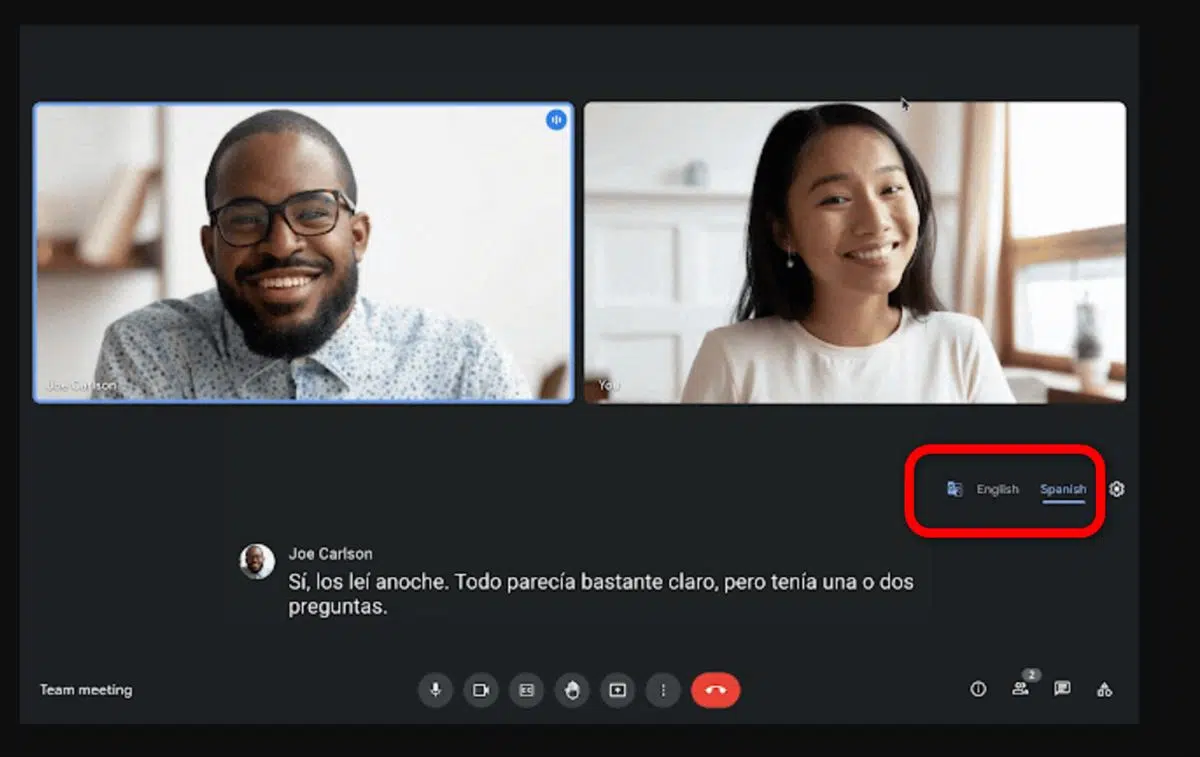 Joe Carlson
You
English Spanish
Joe Carlson
Sí, los leí anoche. Todo parecía bastante claro, pero tenía una o dos
preguntas.
Team meeting
2